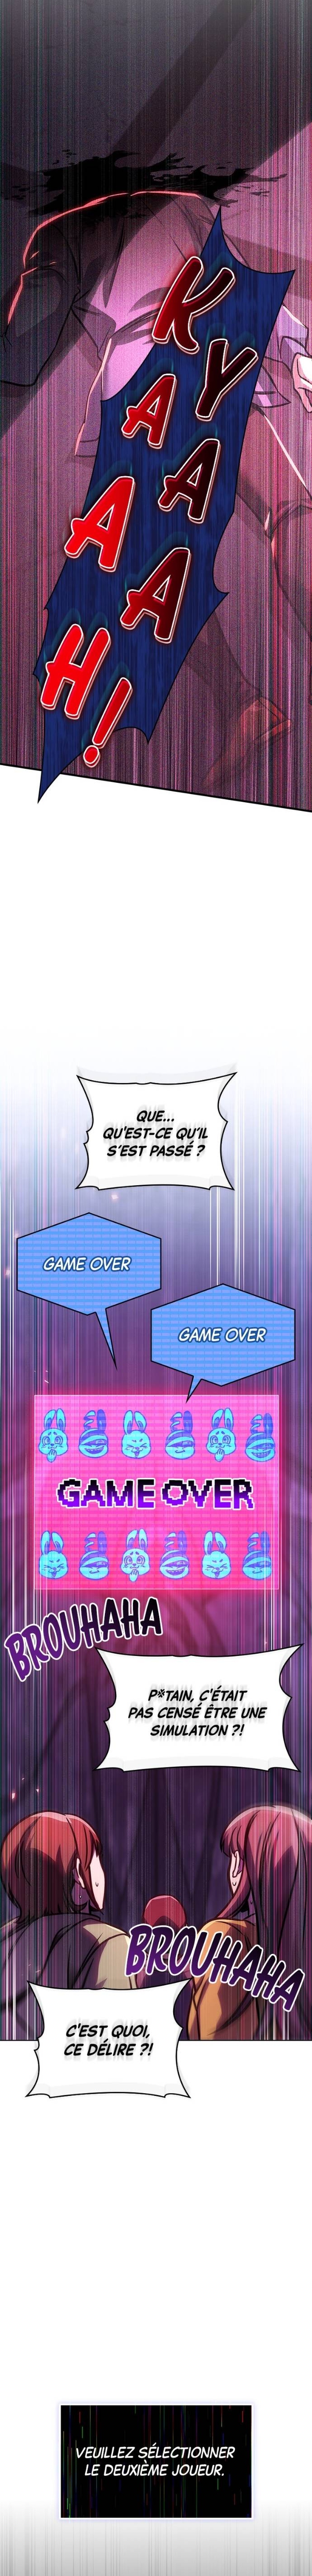 KYAAAAH!
QUE...
QU'EST-CE QU'IL
S'EST PASSÉ ?
GAME OVER
GAME OVER
GAME OVER
BROUHAHA
P*TAIN, C'ÉTAIT
PAS CENSÉ ÊTRE UNE
SIMULATION ?!
BROUHAHA
C'EST QUOI,
CE DÉLIRE ?!
VEUILLEZ SÉLECTIONNER
LE DEUXIÈME JOUEUR.